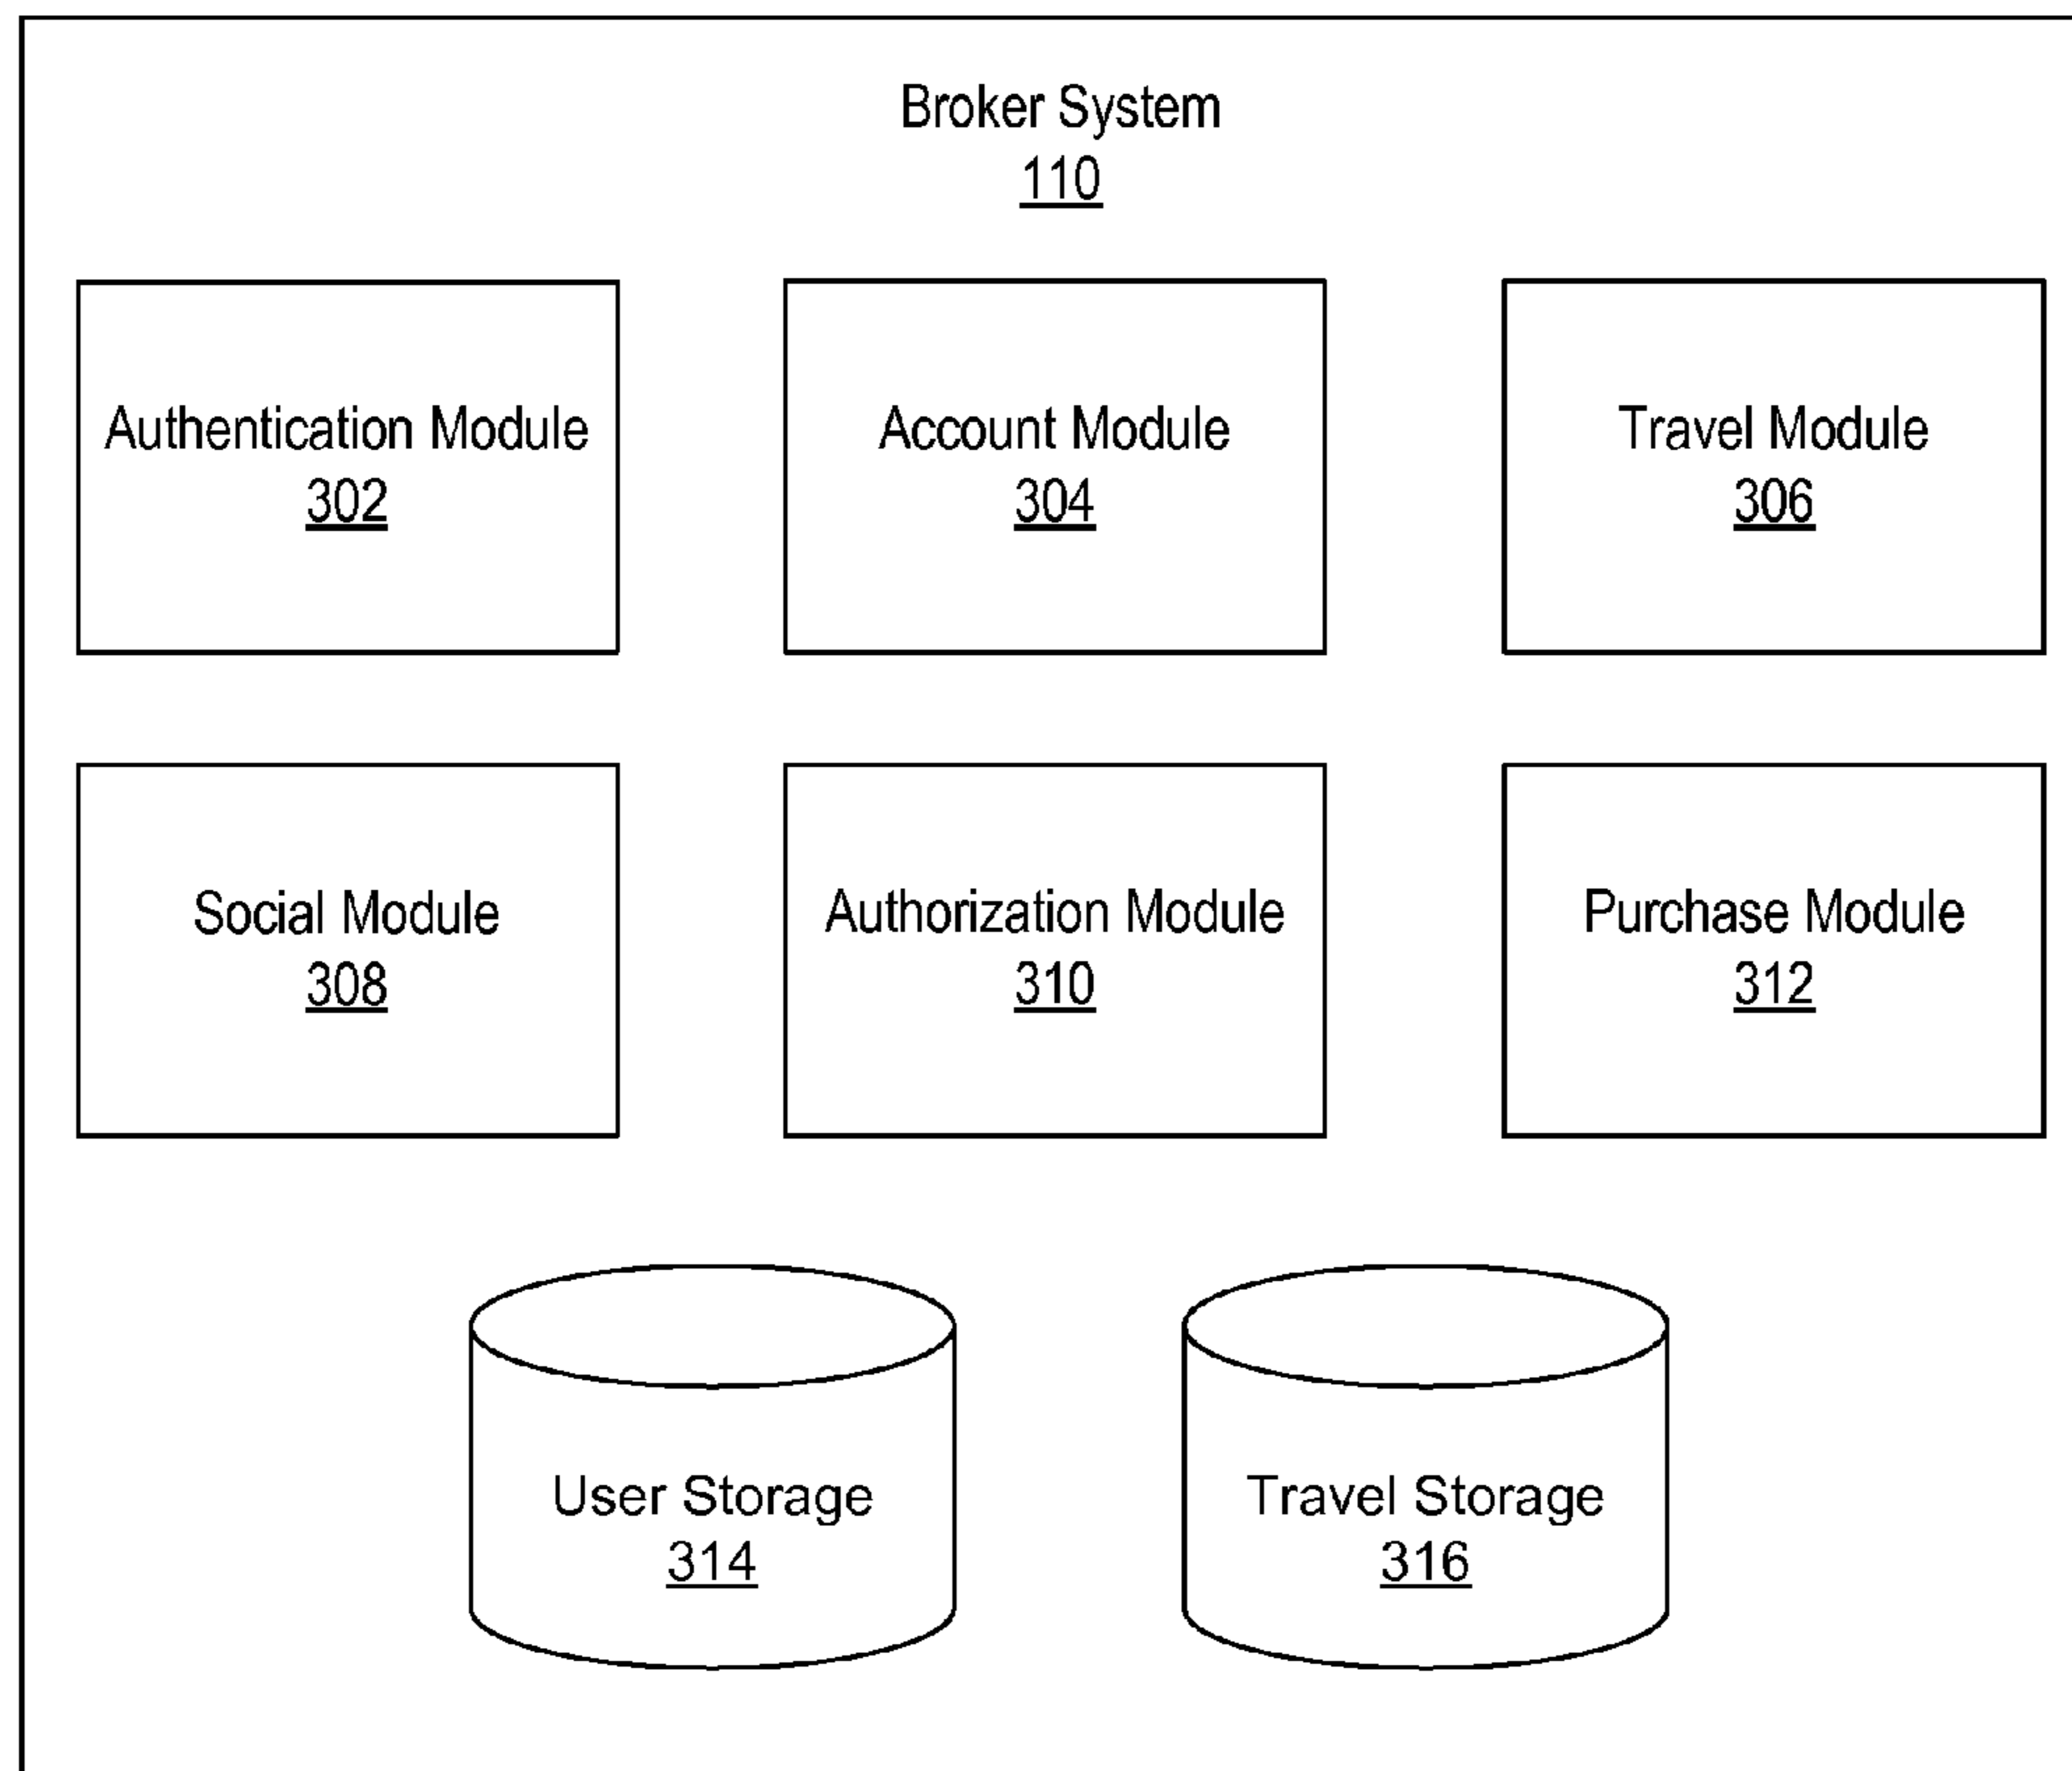 Broker System
110
Authentication Module
302
Account Module
304
Travel Module
306
Social Module
308
Authorization Module
310
Purchase Module
312
User Storage
314
Travel Storage
316